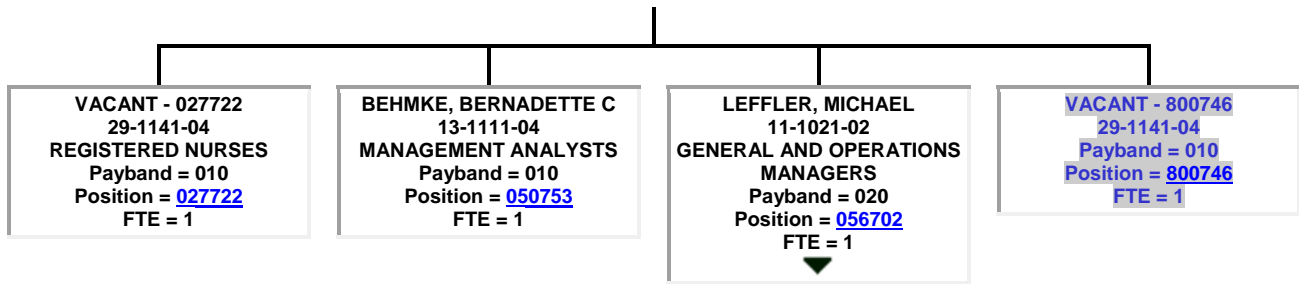 VACANT - 027722
29-1141-04
REGISTERED NURSES
Payband = 010
Position = 027722
FTE = 1
BEHMKE, BERNADETTE C
13-1111-04
MANAGEMENT ANALYSTS
Payband = 010
Position = 050753
FTE = 1
LEFFLER, MICHAEL
11-1021-02
GENERAL AND OPERATIONS
MANAGERS
Payband = 020
Position = 056702
FTE = 1
VACANT - 800746
29-1141-04
Payband = 010
Position = 800746
FTE = 1